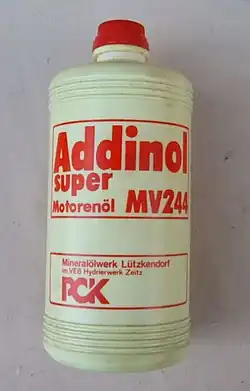 Addinol
super
Motorenöl MV244
Mineralölwerk Lützkendorf
im VEB Hydrierwerk Zeitz
PCK